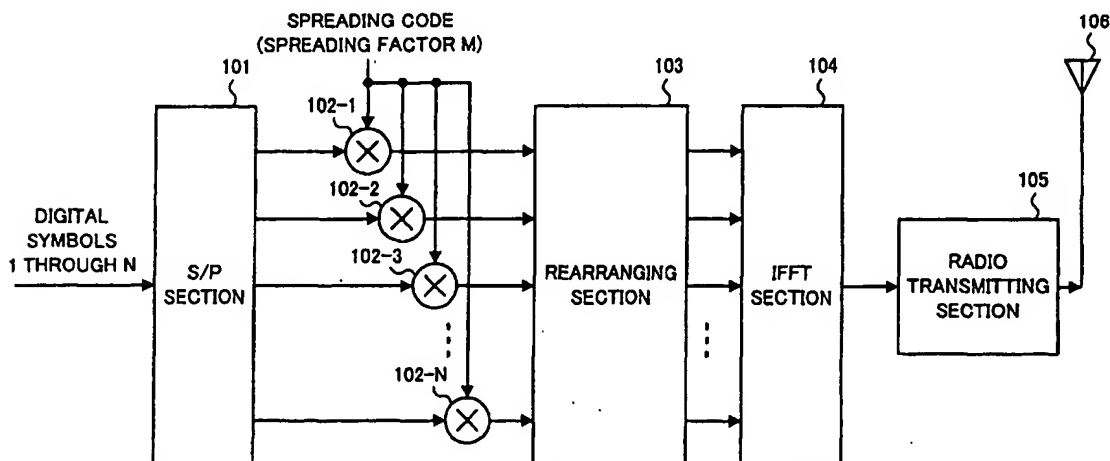 SPREADING CODE
(SPREADING FACTOR M)
106
101
103
104
102-1
102-2
105
DIGITAL
SYMBOLS
1 THROUGH N
102-3
S/P
SECTION
REARRANGING
SECTION
IFFT
SECTION
RADIO
TRANSMITTING
SECTION
102-N